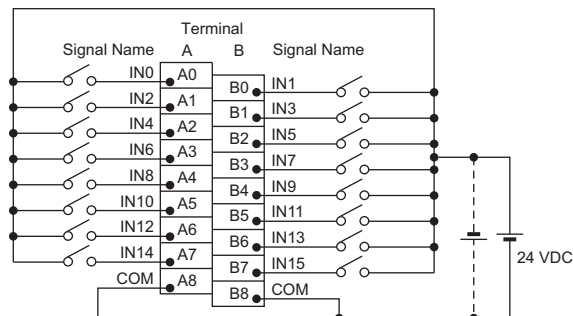 Terminal
Signal Name A B Signal Name
IN0 A0
B0 IN1
IN2 A1
B1 IN3
IN4 A2
B2 IN5
IN6 A3
B3 IN7
IN8 A4
B4 IN9
IN10 A5
B5 IN11
IN12 A6
B6 IN13
IN14 A7
B7 IN15
COM A8
B8 COM
24 VDC